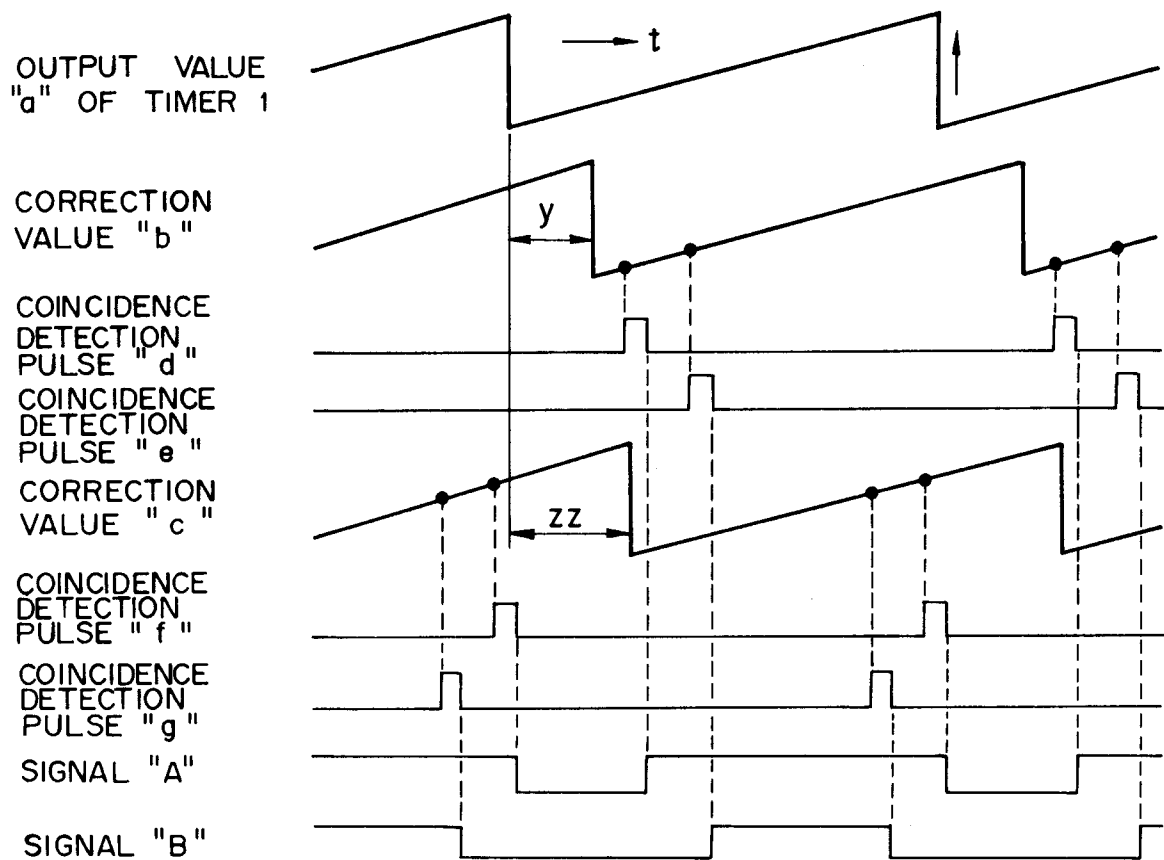 OUTPUT VALUE
"a" OF TIMER 1
t
CORRECTION
VALUE "b"
y
COINCIDENCE
DETECTION
PULSE "d"
COINCIDENCE
DETECTION
PULSE "e"
CORRECTION
VALUE "c"
zz
COINCIDENCE
DETECTION
PULSE "f"
COINCIDENCE
DETECTION
PULSE "g"
SIGNAL "A"
SIGNAL "B"